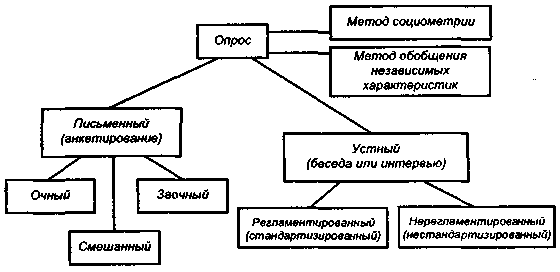 Опрос
Метод социометрии
Метод обобщения
независимых
характеристик
Письменный
(анкетирование)
Устный
(беседа или интервью)
Очный
Заочный
Смешанный
Регламентированный
(стандартизированный)
Нерегламентированный
(нестандартизированный)